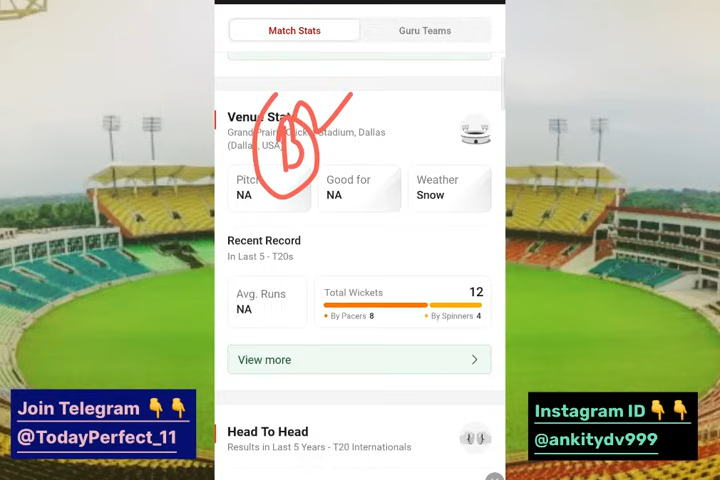 Match Stats
Guru Teams
Venue Stats
Grand Prairie Cricket Stadium, Dallas
(Dallas, USA)
Pitch
NA
Good for
NA
Weather
Snow
Recent Record
In Last 5 - T20s
Avg. Runs
NA
Total Wickets
12
By Pacers 8
By Spinners 4
View more
Head To Head
Results in Last 5 Years - T20 Internationals
Join Telegram 👇👇
@TodayPerfect_11
Instagram ID👇👇
@ankitydv999